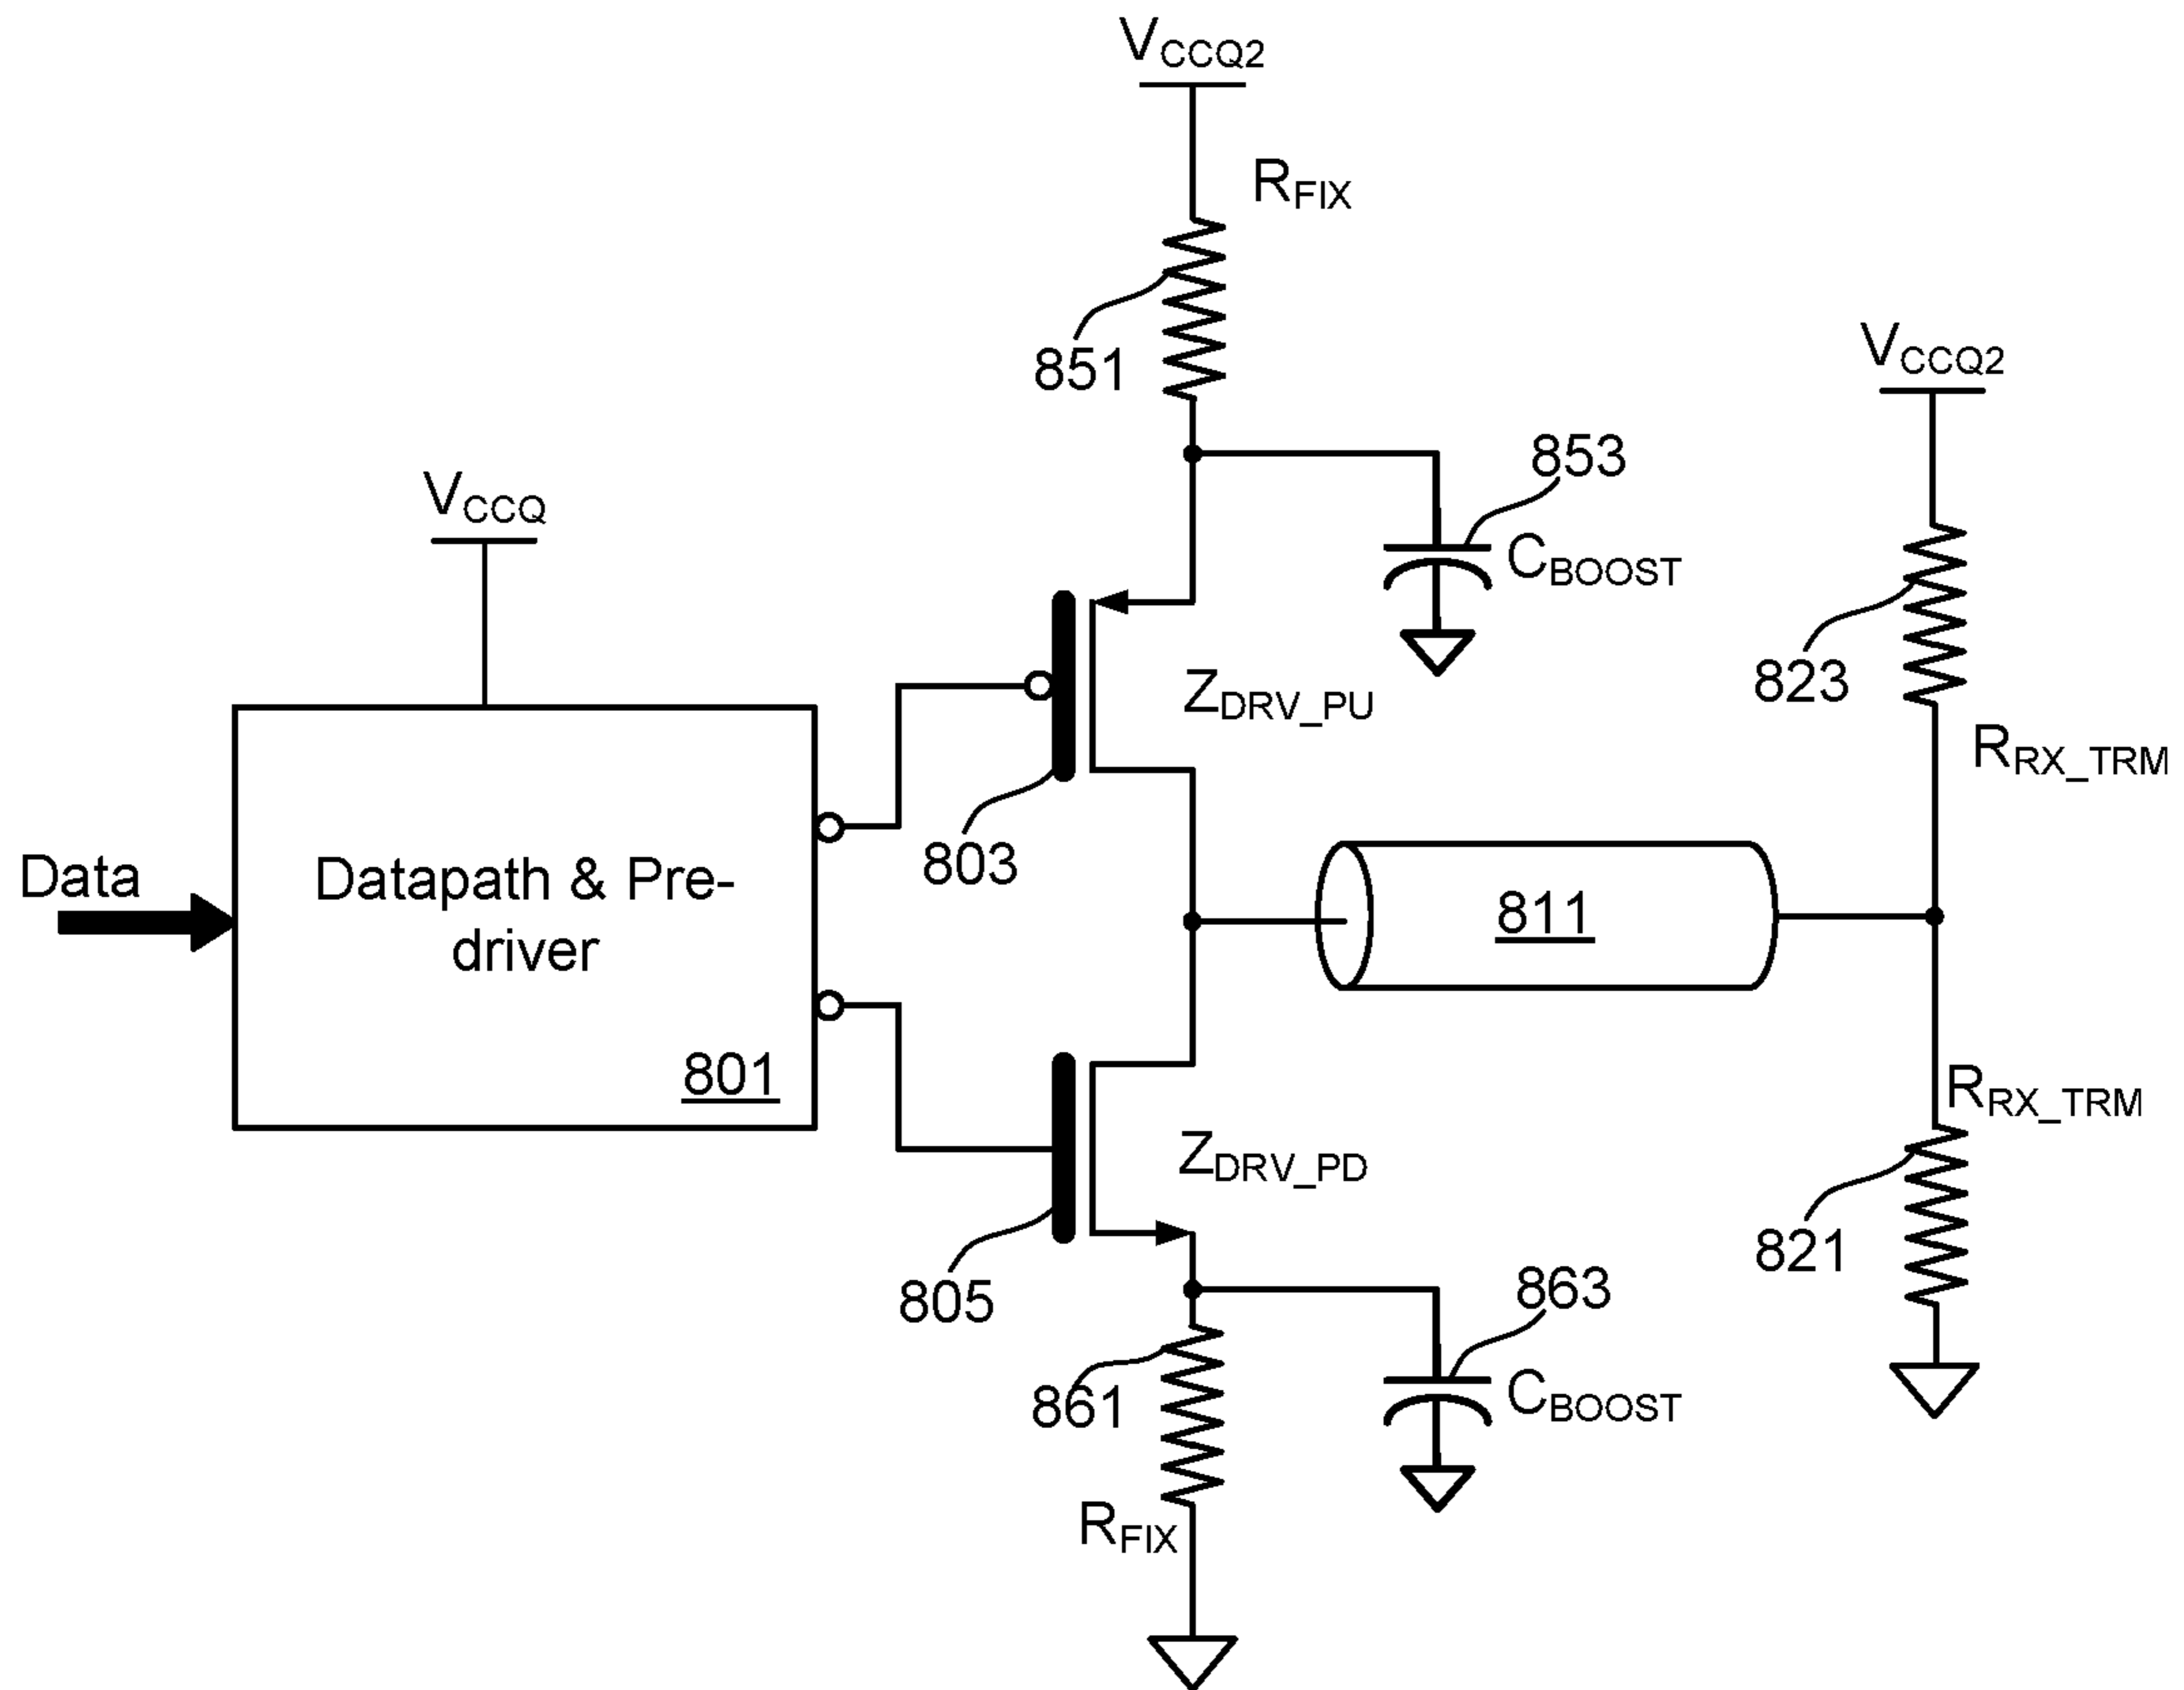 VCCQ2
RFIX
851
VCCQ2
853
VCCQ
CBOOST
823
ZDRV_PU
RRX_TRM
803
Data
Datapath & Pre-
driver
811
801
RRX_TRM
ZDRV_PD
821
805
863
861
CBOOST
RFIX